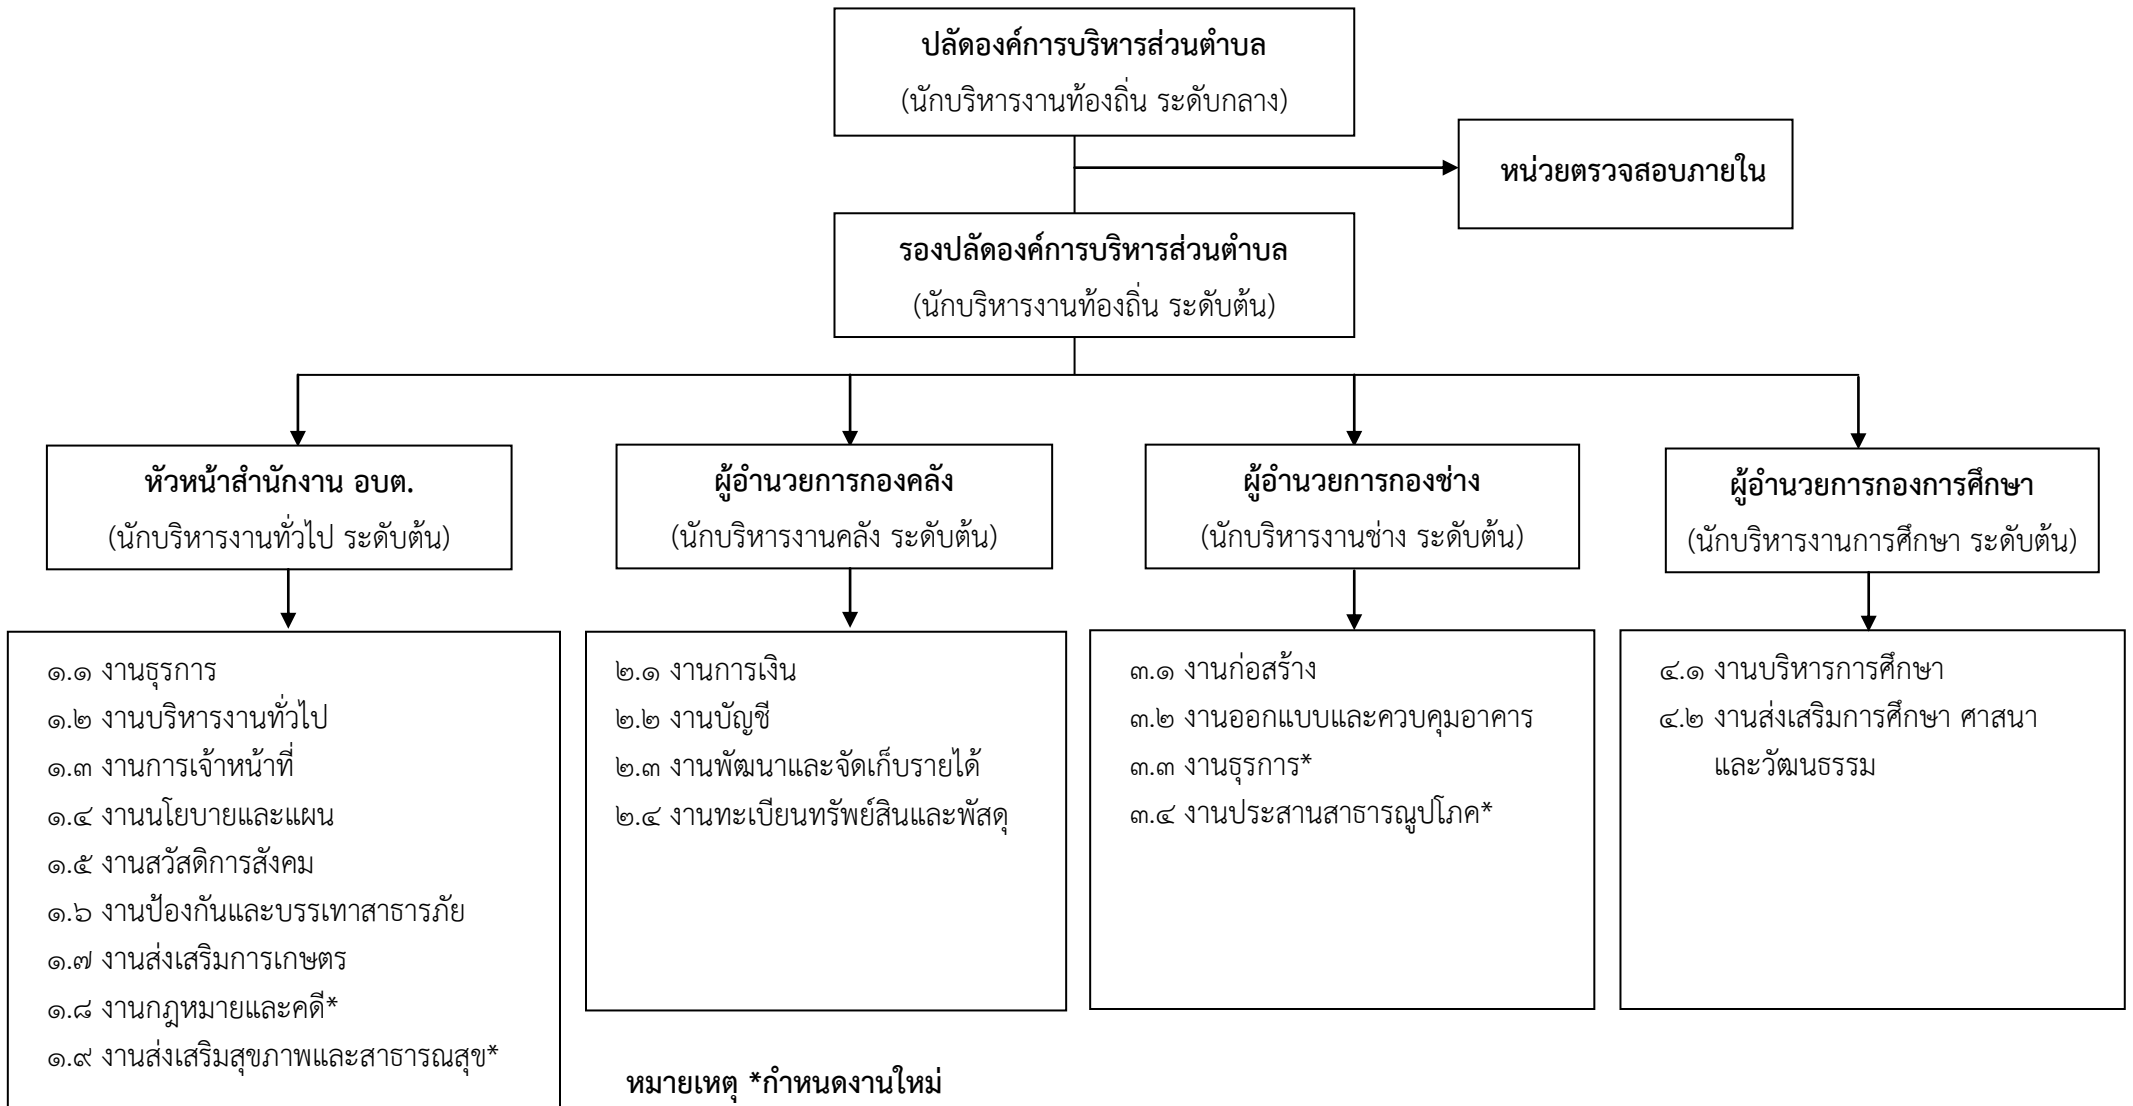 ปลัดองค์การบริหารส่วนตำบล
(นักบริหารงานท้องถิ่น ระดับกลาง)
หน่วยตรวจสอบภายใน
รองปลัดองค์การบริหารส่วนตำบล
(นักบริหารงานท้องถิ่น ระดับต้น)
หัวหน้าสำนักงาน อบต.
(นักบริหารงานทั่วไป ระดับต้น)
ผู้อำนวยการกองคลัง
(นักบริหารงานคลัง ระดับต้น)
ผู้อำนวยการกองช่าง
(นักบริหารงานช่าง ระดับต้น)
ผู้อำนวยการกองการศึกษา
(นักบริหารงานการศึกษา ระดับต้น)
๑.๑ งานธุรการ
๑.๒ งานบริหารงานทั่วไป
๑.๓ งานการเจ้าหน้าที่
๑.๔ งานนโยบายและแผน
๑.๕ งานสวัสดิการสังคม
๑.๖ งานป้องกันและบรรเทาสาธารภัย
๑.๗ งานส่งเสริมการเกษตร
๑.๘ งานกฎหมายและคดี*
๑.๙ งานส่งเสริมสุขภาพและสาธารณสุข*
๒.๑ งานการเงิน
๒.๒ งานบัญชี
๒.๓ งานพัฒนาและจัดเก็บรายได้
๒.๔ งานทะเบียนทรัพย์สินและพัสดุ
๓.๑ งานก่อสร้าง
๓.๒ งานออกแบบและควบคุมอาคาร
๓.๓ งานธุรการ*
๓.๔ งานประสานสาธารณูปโภค*
๔.๑ งานบริหารการศึกษา
๔.๒ งานส่งเสริมการศึกษา ศาสนา
และวัฒนธรรม
หมายเหตุ *กำหนดงานใหม่